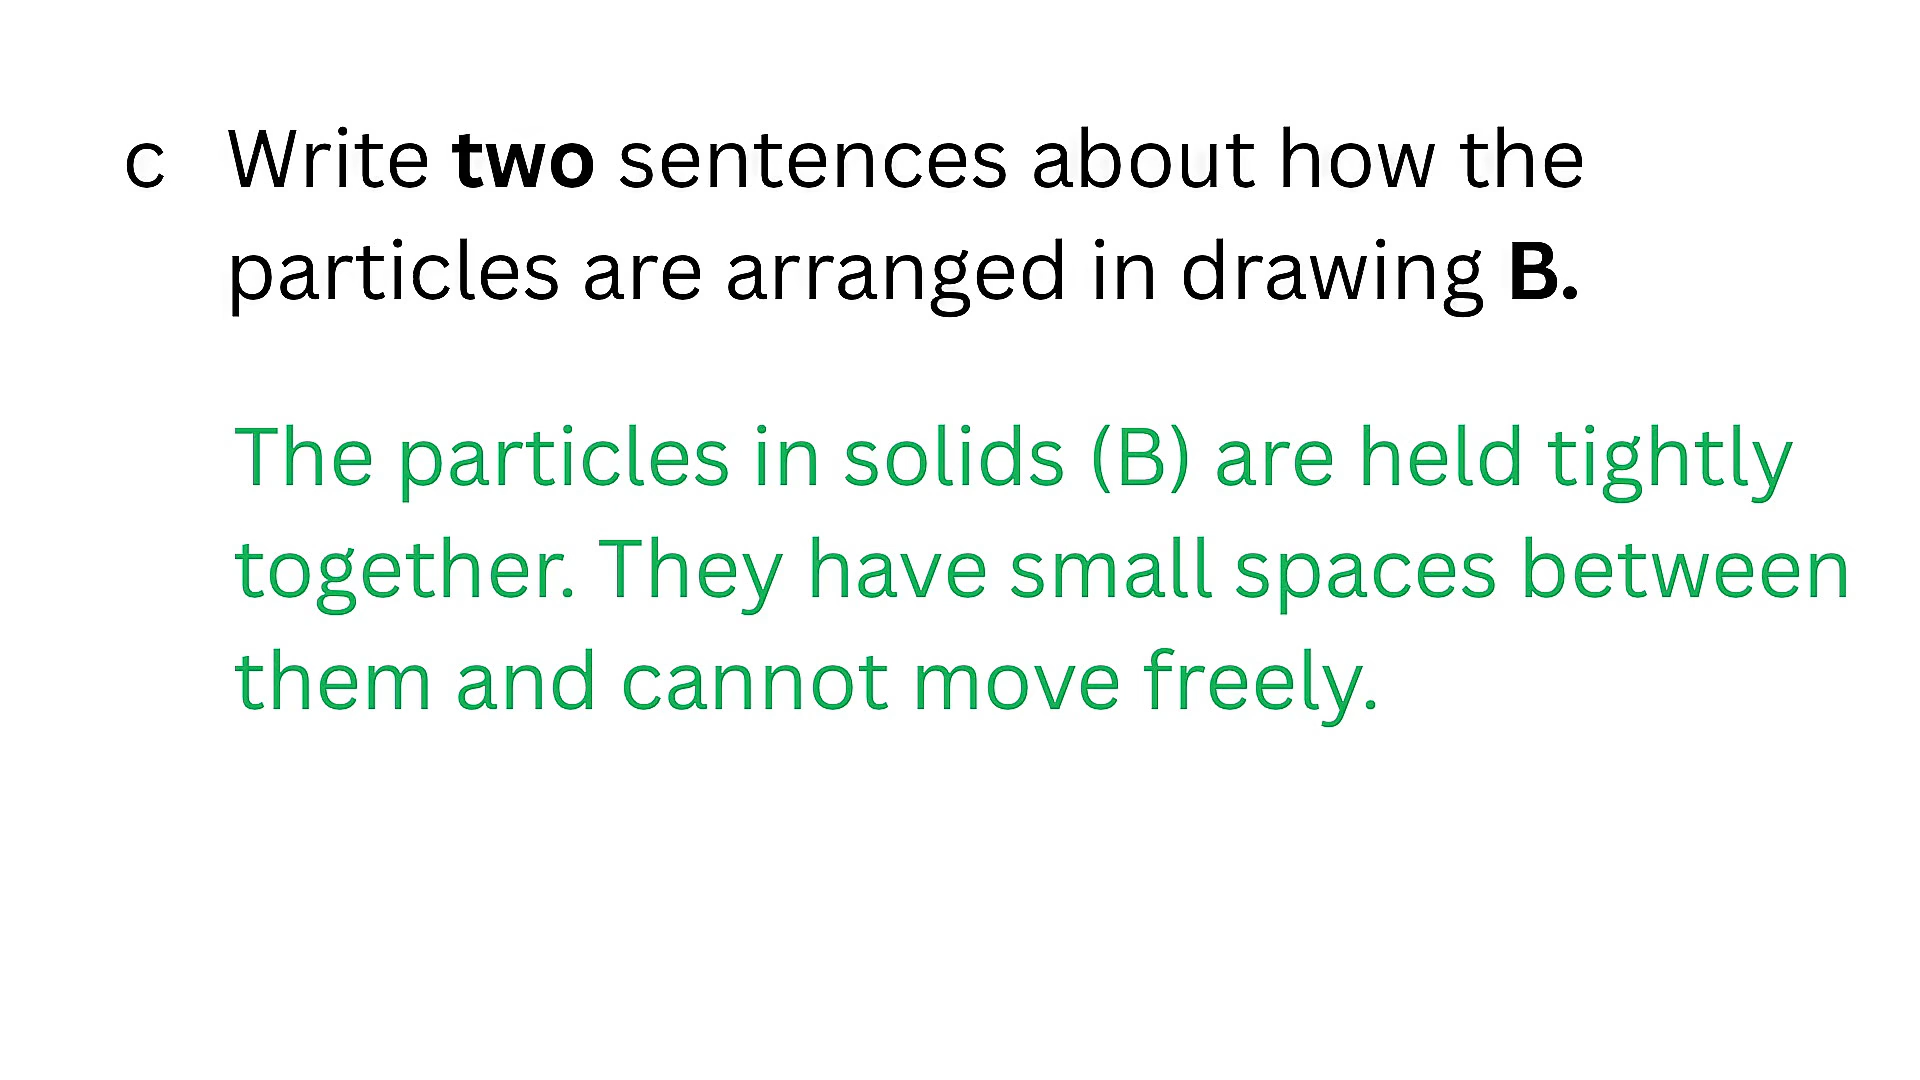 c Write two sentences about how the
particles are arranged in drawing B.
The particles in solids (B) are held tightly
together. They have small spaces between
them and cannot move freely.